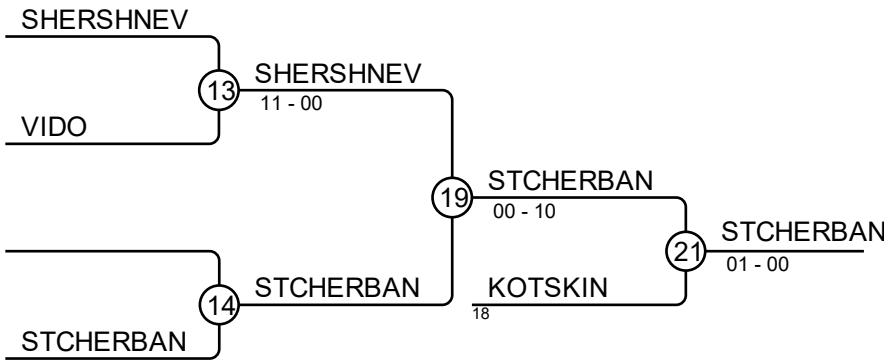 SHERSHNEV
13
SHERSHNEV
11 - 00
VIDO
19
STCHERBAN
00 - 10
21
STCHERBAN
01 - 00
14
STCHERBAN
KOTSKIN
18
STCHERBAN